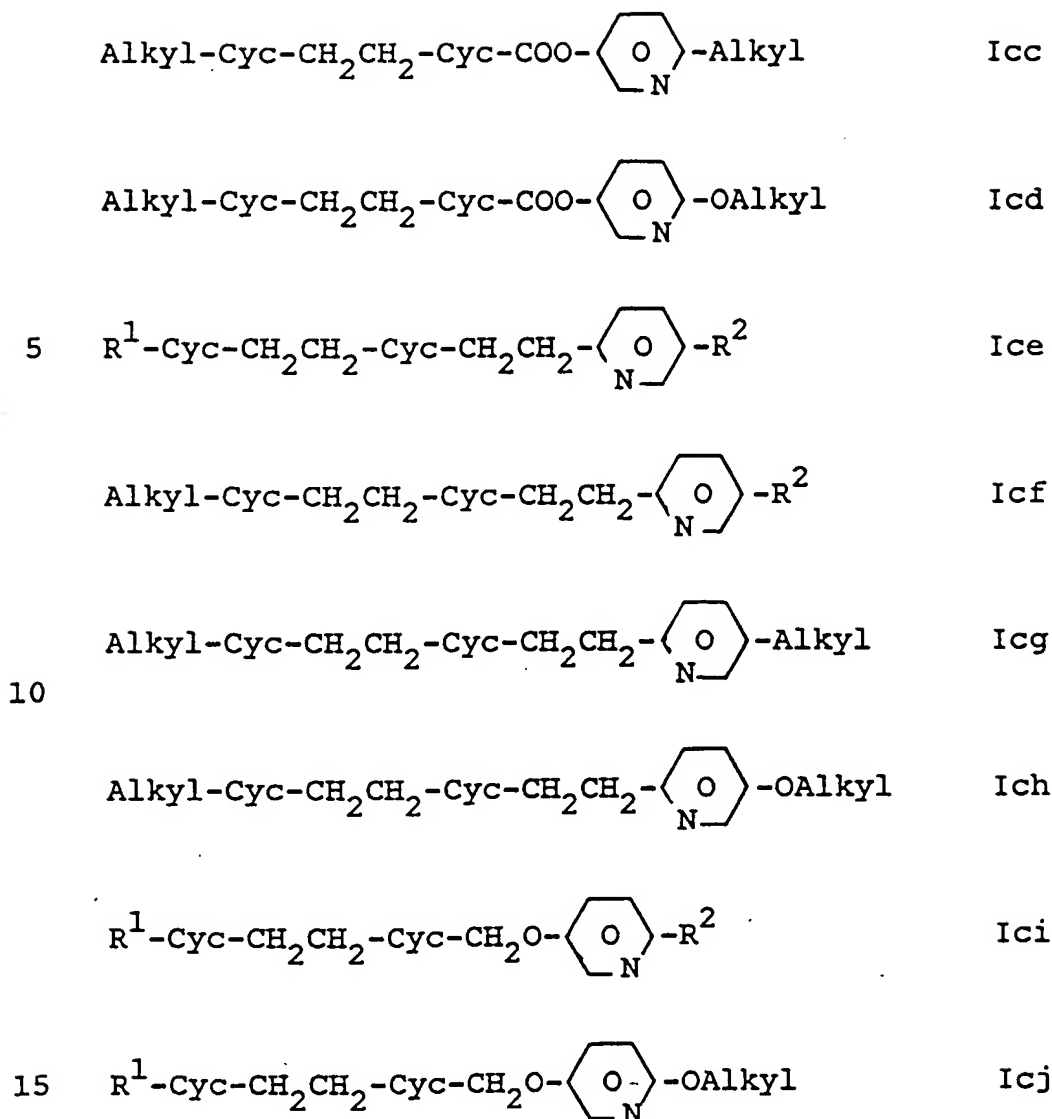 Alkyl-Cyc-CH2CH2-Cyc-COO-〈O N〉-Alkyl Icc
Alkyl-Cyc-CH2CH2-Cyc-COO-〈O N〉-OAlkyl Icd
5 R1-Cyc-CH2CH2-Cyc-CH2CH2-〈O N〉-R2 Ice
Alkyl-Cyc-CH2CH2-Cyc-CH2CH2-〈O N〉-R2 Icf
Alkyl-Cyc-CH2CH2-Cyc-CH2CH2-〈O N〉-Alkyl Icg
10
Alkyl-Cyc-CH2CH2-Cyc-CH2CH2-〈O N〉-OAlkyl Ich
R1-Cyc-CH2CH2-Cyc-CH2O-〈O N〉-R2 Ici
15 R1-Cyc-CH2CH2-Cyc-CH2O-〈O N〉-OAlkyl Icj